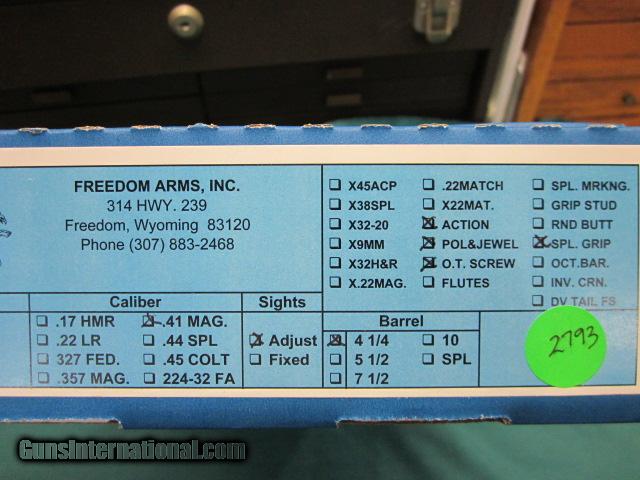 FREEDOM ARMS, INC.
314 HWY. 239
Freedom, Wyoming 83120
Phone (307) 883-2468
X45ACP
X38SPL
X32-20
X9MM
X32H&R
X.22MAG.
.22MATCH
X22MAT.
ACTION
POL&JEWEL
O.T. SCREW
FLUTES
SPL. MRKNG.
GRIP STUD
RND BUTT
SPL. GRIP
OCT.BAR.
INV. CRN.
DV TAIL FS
Caliber
.17 HMR
.22 LR
327 FED.
.357 MAG.
.41 MAG.
.44 SPL
.45 COLT
224-32 FA
Sights
Adjust
Fixed
Barrel
4 1/4
5 1/2
7 1/2
10
SPL
2793
GunsInternational.com